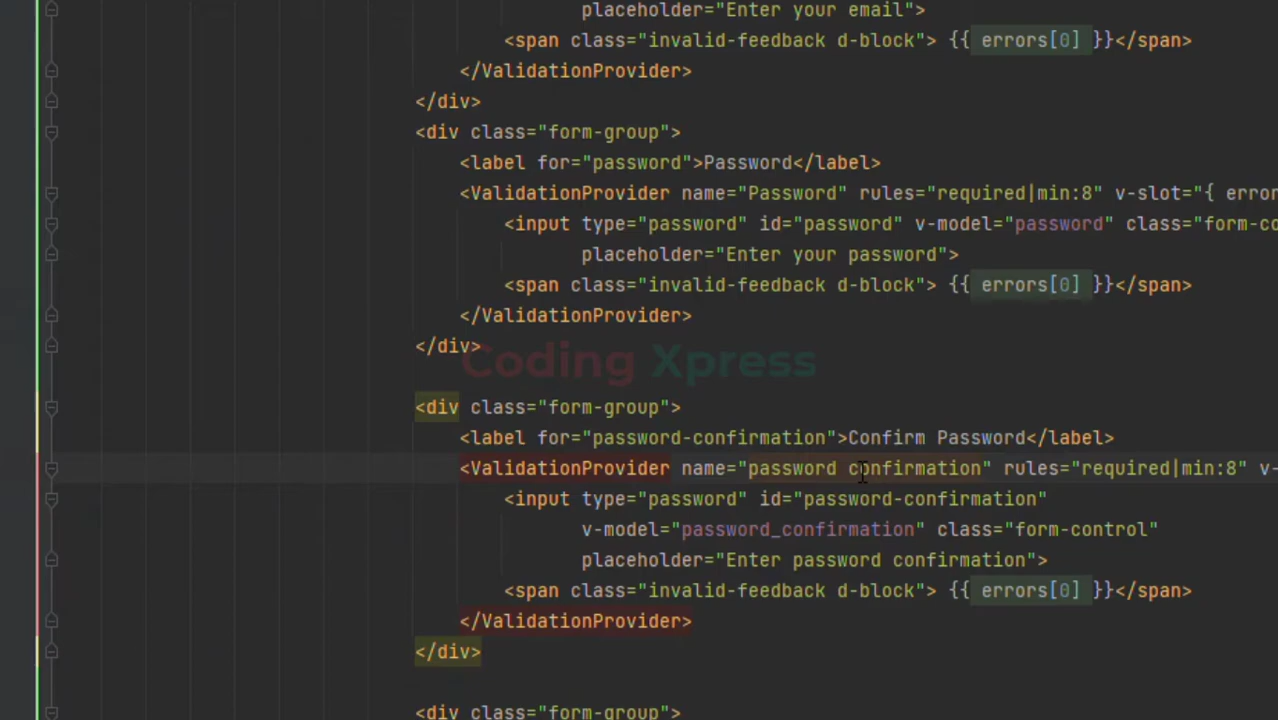 placeholder="Enter your email">
<span class="invalid-feedback d-block"> {{ errors[0] }}</span>
</ValidationProvider>
</div>
<div class="form-group">
<label for="password">Password</label>
<ValidationProvider name="Password" rules="required|min:8" v-slot="{ erro
<input type="password" id="password" v-model="password" class="form-co
placeholder="Enter your password">
<span class="invalid-feedback d-block"> {{ errors[0] }}</span>
</ValidationProvider>
</div>
Coding Xpress
<div class="form-group">
<label for="password-confirmation">Confirm Password</label>
<ValidationProvider name="password confirmation" rules="required|min:8" v-
<input type="password" id="password-confirmation"
v-model="password_confirmation" class="form-control"
placeholder="Enter password confirmation">
<span class="invalid-feedback d-block"> {{ errors[0] }}</span>
</ValidationProvider>
</div>
<div class="form-group">